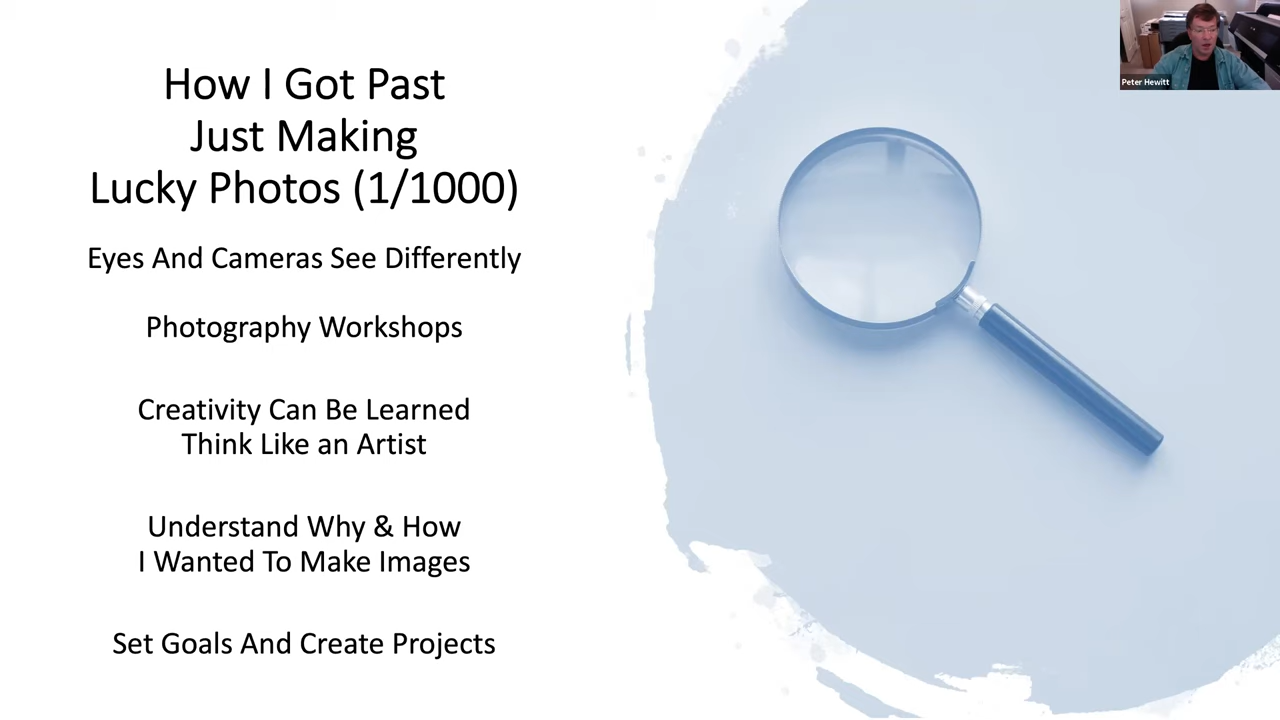 How I Got Past
Just Making
Lucky Photos (1/1000)
Eyes And Cameras See Differently
Photography Workshops
Creativity Can Be Learned
Think Like an Artist
Understand Why & How
I Wanted To Make Images
Set Goals And Create Projects
Peter Hewitt